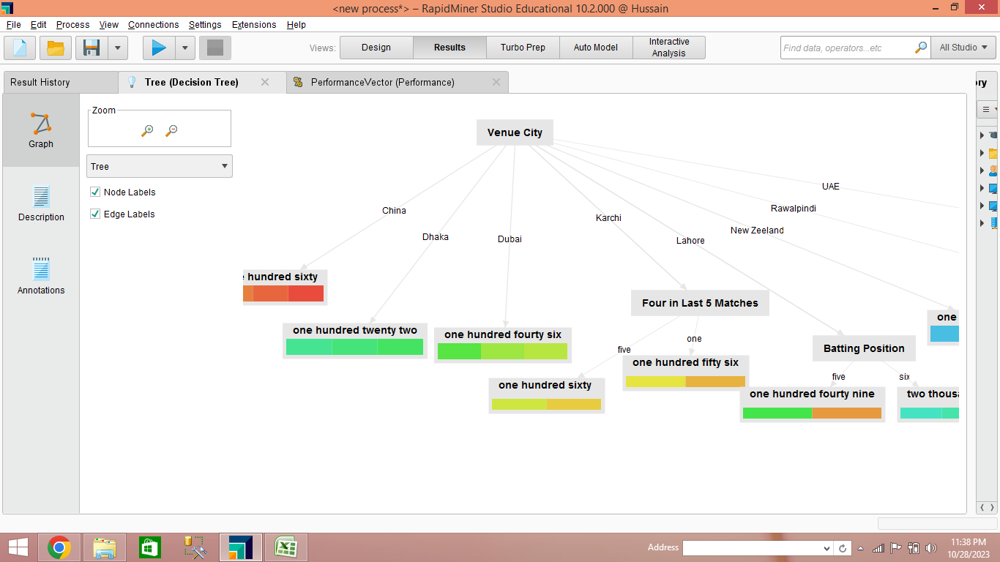 <new process*> – RapidMiner Studio Educational 10.2.000 @ Hussain
File Edit Process View Connections Settings Extensions Help
Views: Design Results Turbo Prep Auto Model Interactive Analysis
Find data, operators...etc All Studio
Result History Tree (Decision Tree) PerformanceVector (Performance)
Graph
Description
Annotations
Zoom
Tree
Node Labels
Edge Labels
Venue City
China
Dhaka
Dubai
Karchi
Lahore
New Zeeland
Rawalpindi
UAE
hundred sixty
one hundred twenty two
one hundred fourty six
Four in Last 5 Matches
five
one
one hundred sixty
one hundred fifty six
Batting Position
five
six
one hundred fourty nine
two thousa
one
Address
11:38 PM
10/28/2023